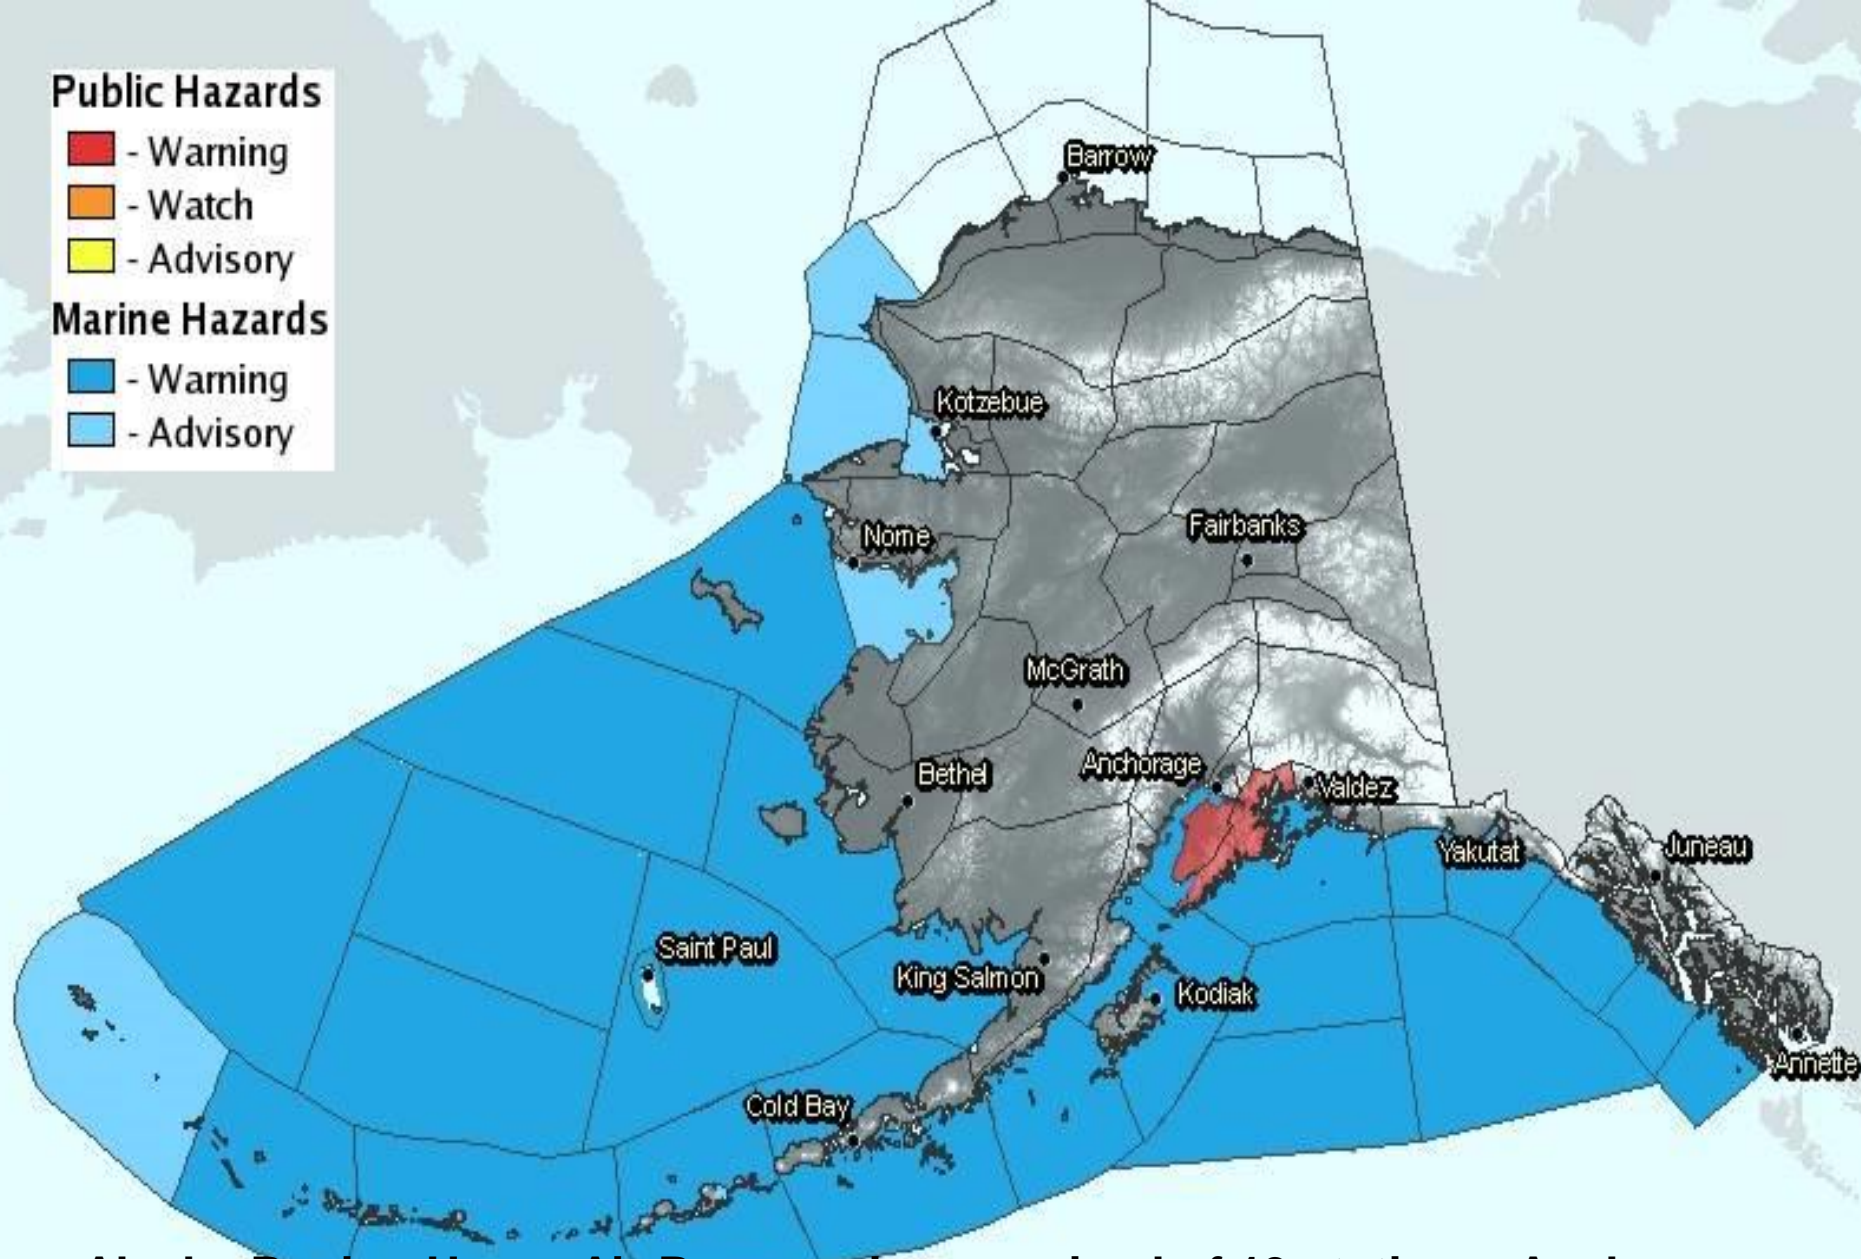 Public Hazards
- Warning
- Watch
- Advisory
Marine Hazards
- Warning
- Advisory
Barrow
Kotzebue
Nome
Fairbanks
McGrath
Anchorage
Valdez
Bethel
Yakutat
Juneau
Saint Paul
King Salmon
Kodiak
Annette
Cold Bay